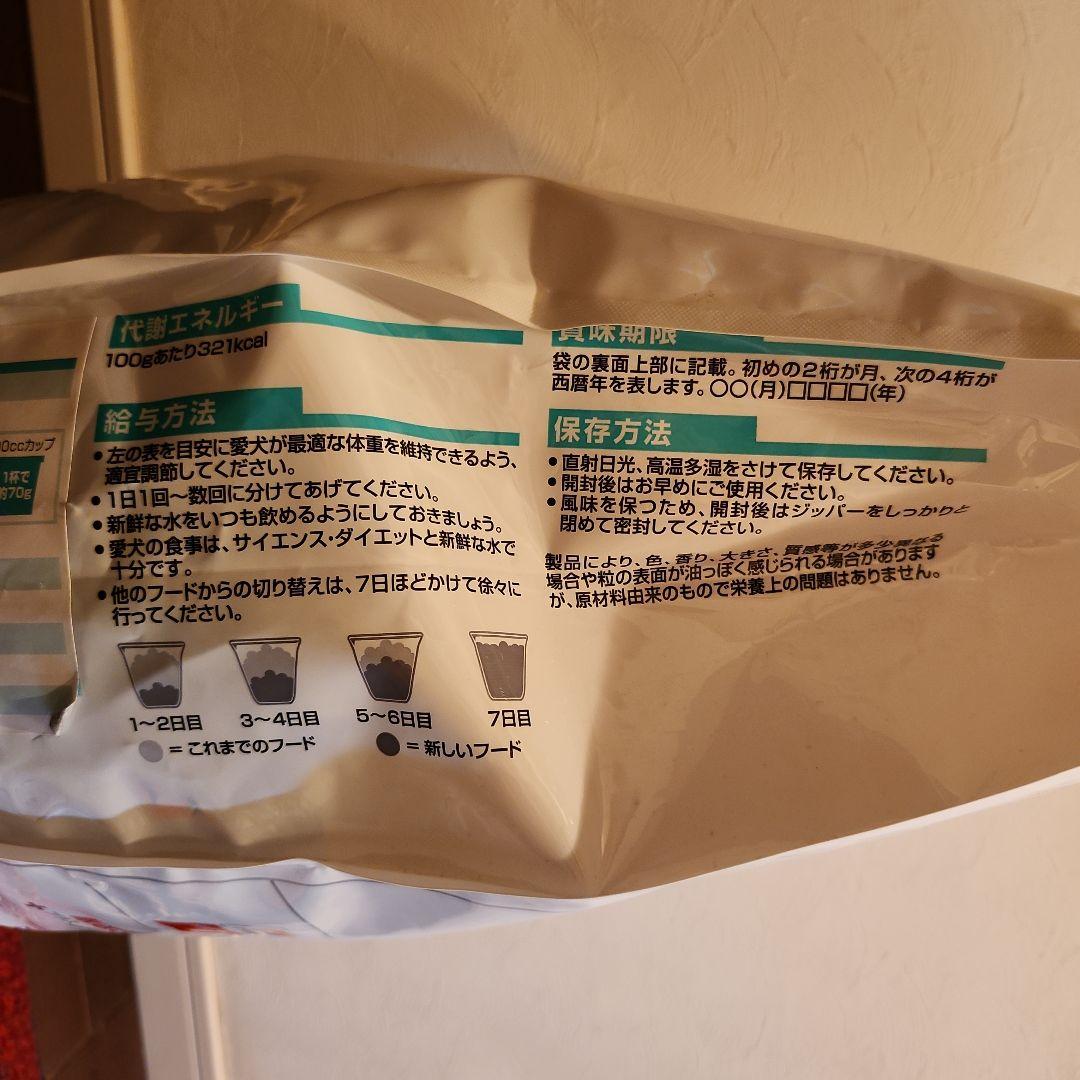 代謝エネルギー
100gあたり321kcal
給与方法
•左の表を目安に愛犬が最適な体重を維持できるよう、
適宜調節してください。
•1日1回〜数回に分けてあげてください。
•新鮮な水をいつも飲めるようにしておきましょう。
•愛犬の食事は、サイエンス・ダイエットと新鮮な水で
十分です。
•他のフードからの切り替えは、7日ほどかけて徐々に
行ってください。
1〜2日目 3〜4日目 5〜6日目 7日目
= これまでのフード = 新しいフード
0ccカップ
1杯で
約70g
賞味期限
袋の裏面上部に記載。初めの2桁が月、次の4桁が
西暦年を表します。〇〇(月)□□□□(年)
保存方法
•直射日光、高温多湿をさけて保存してください。
•開封後はお早めにご使用ください。
•風味を保つため、開封後はジッパーをしっかりと
閉めて密封してください。
製品により、色、香り、大きさ、質感等が多少異なる
場合や粒の表面が油っぽく感じられる場合があります
が、原材料由来のもので栄養上の問題はありません。